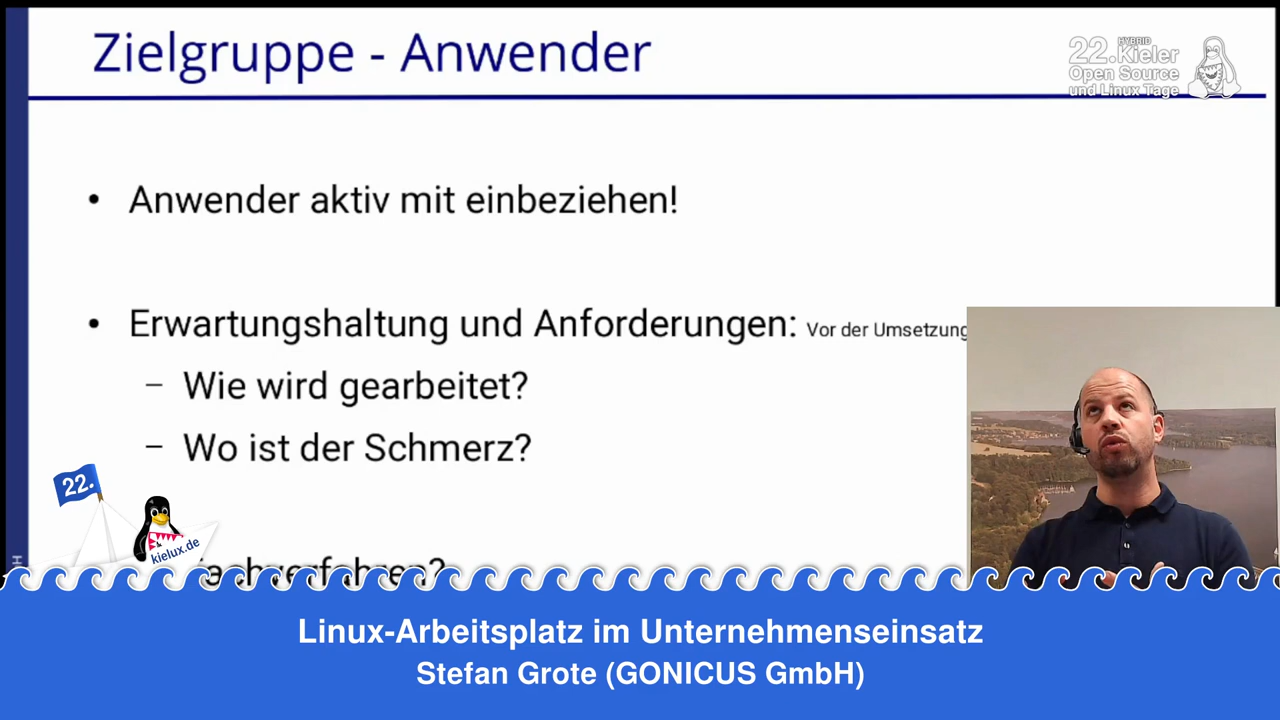 Zielgruppe - Anwender
HYBRID
22.Kieler
Open Source
und Linux Tage
Anwender aktiv mit einbeziehen!
Erwartungshaltung und Anforderungen: Vor der Umsetzung
– Wie wird gearbeitet?
– Wo ist der Schmerz?
22.
kielux.de
Fachverfahren?
H
Linux-Arbeitsplatz im Unternehmenseinsatz
Stefan Grote (GONICUS GmbH)